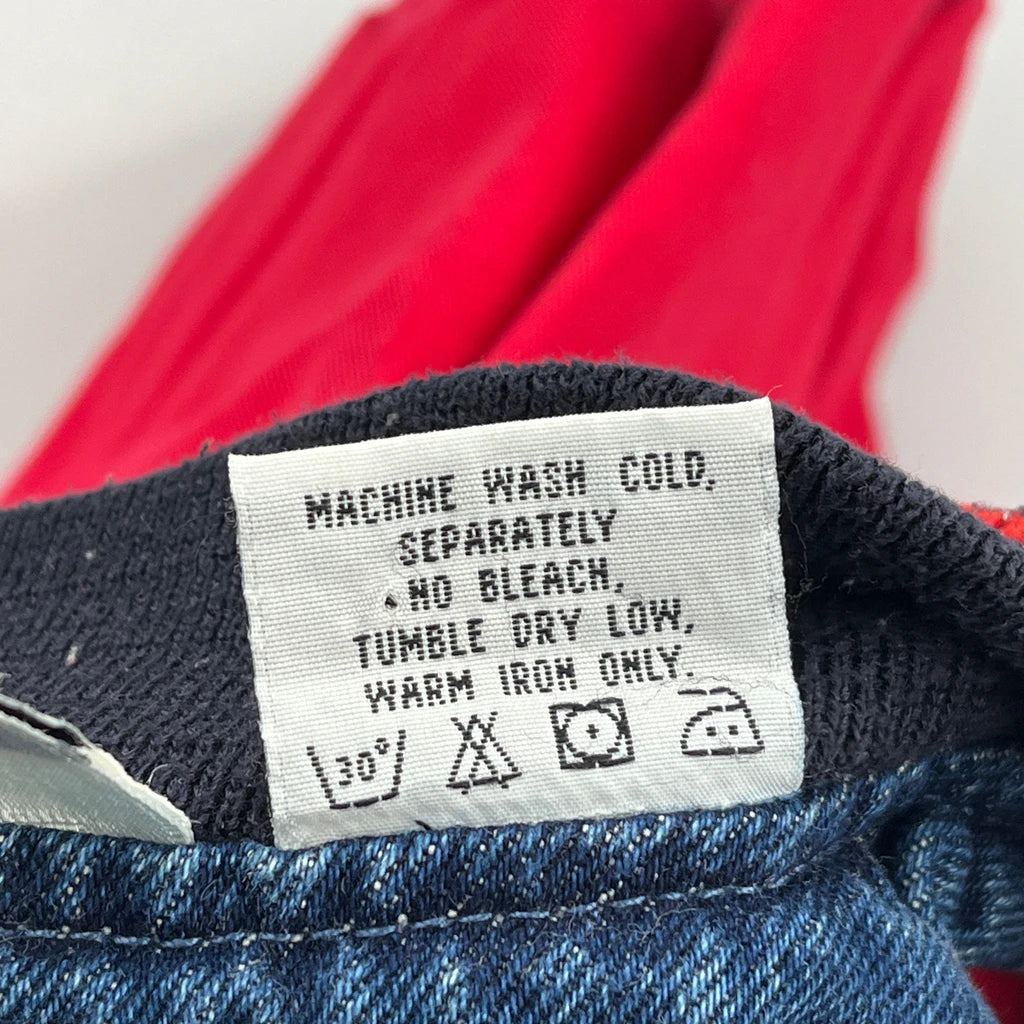 MACHINE WASH COLD,
SEPARATELY
NO BLEACH,
TUMBLE DRY LOW,
WARM IRON ONLY.
30°